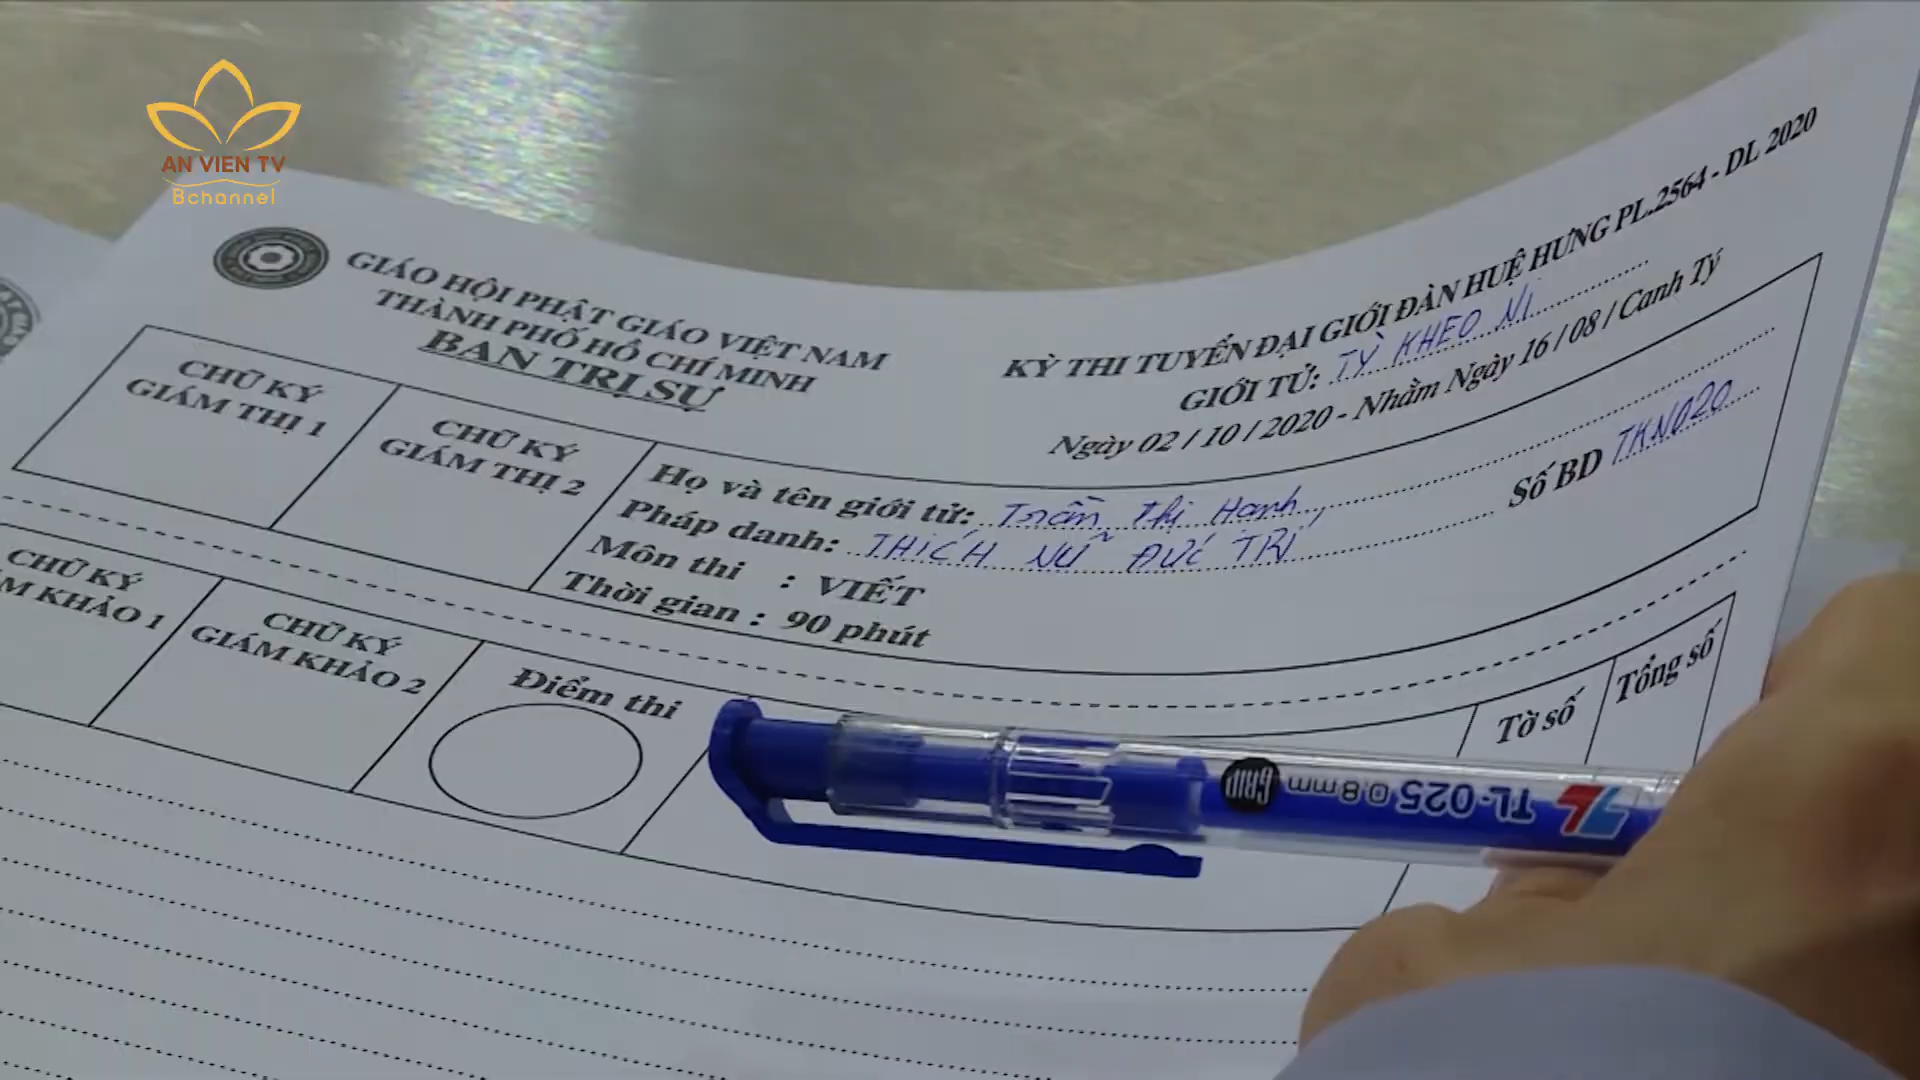 AN VIEN TV
Bchannel
GIÁO HỘI PHẬT GIÁO VIỆT NAM
THÀNH PHỐ HỒ CHÍ MINH
BAN TRỊ SỰ
KỲ THI TUYỂN ĐẠI GIỚI ĐÀN HUỆ HƯNG PL.2564 - DL 2020
GIỚI TỬ: TỲ KHEO NI
Ngày 02 / 10 / 2020 - Nhằm Ngày 16 / 08 / Canh Tý
CHỮ KÝ
GIÁM THỊ 1
CHỮ KÝ
GIÁM THỊ 2
Họ và tên giới tử: Trần Thị Hạnh
Pháp danh: THÍCH NỮ ĐỨC TRÍ
Số BD TKN020
Môn thi : VIẾT
Thời gian : 90 phút
CHỮ KÝ
M KHẢO 1
CHỮ KÝ
GIÁM KHẢO 2
Điểm thi
Tờ số
Tổng số
TL-025 0.8mm GRIP